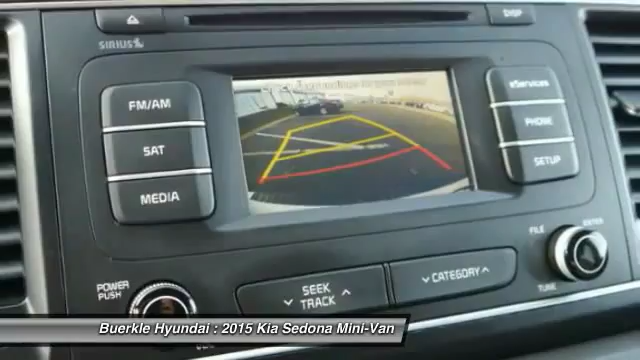 DISP
SIRIUS
FM/AM
SAT
MEDIA
eServices
PHONE
SETUP
POWER
PUSH
SEEK
TRACK
CATEGORY
FILE
ENTER
TUNE
Buerkle Hyundai : 2015 Kia Sedona Mini-Van